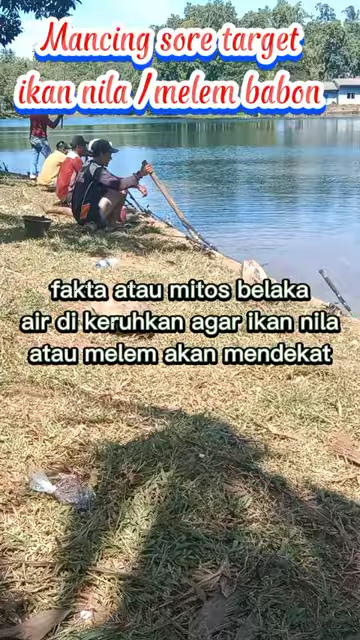 Mancing sore target
ikan nila / melem babon
fakta atau mitos belaka
air di keruhkan agar ikan nila
atau melem akan mendekat